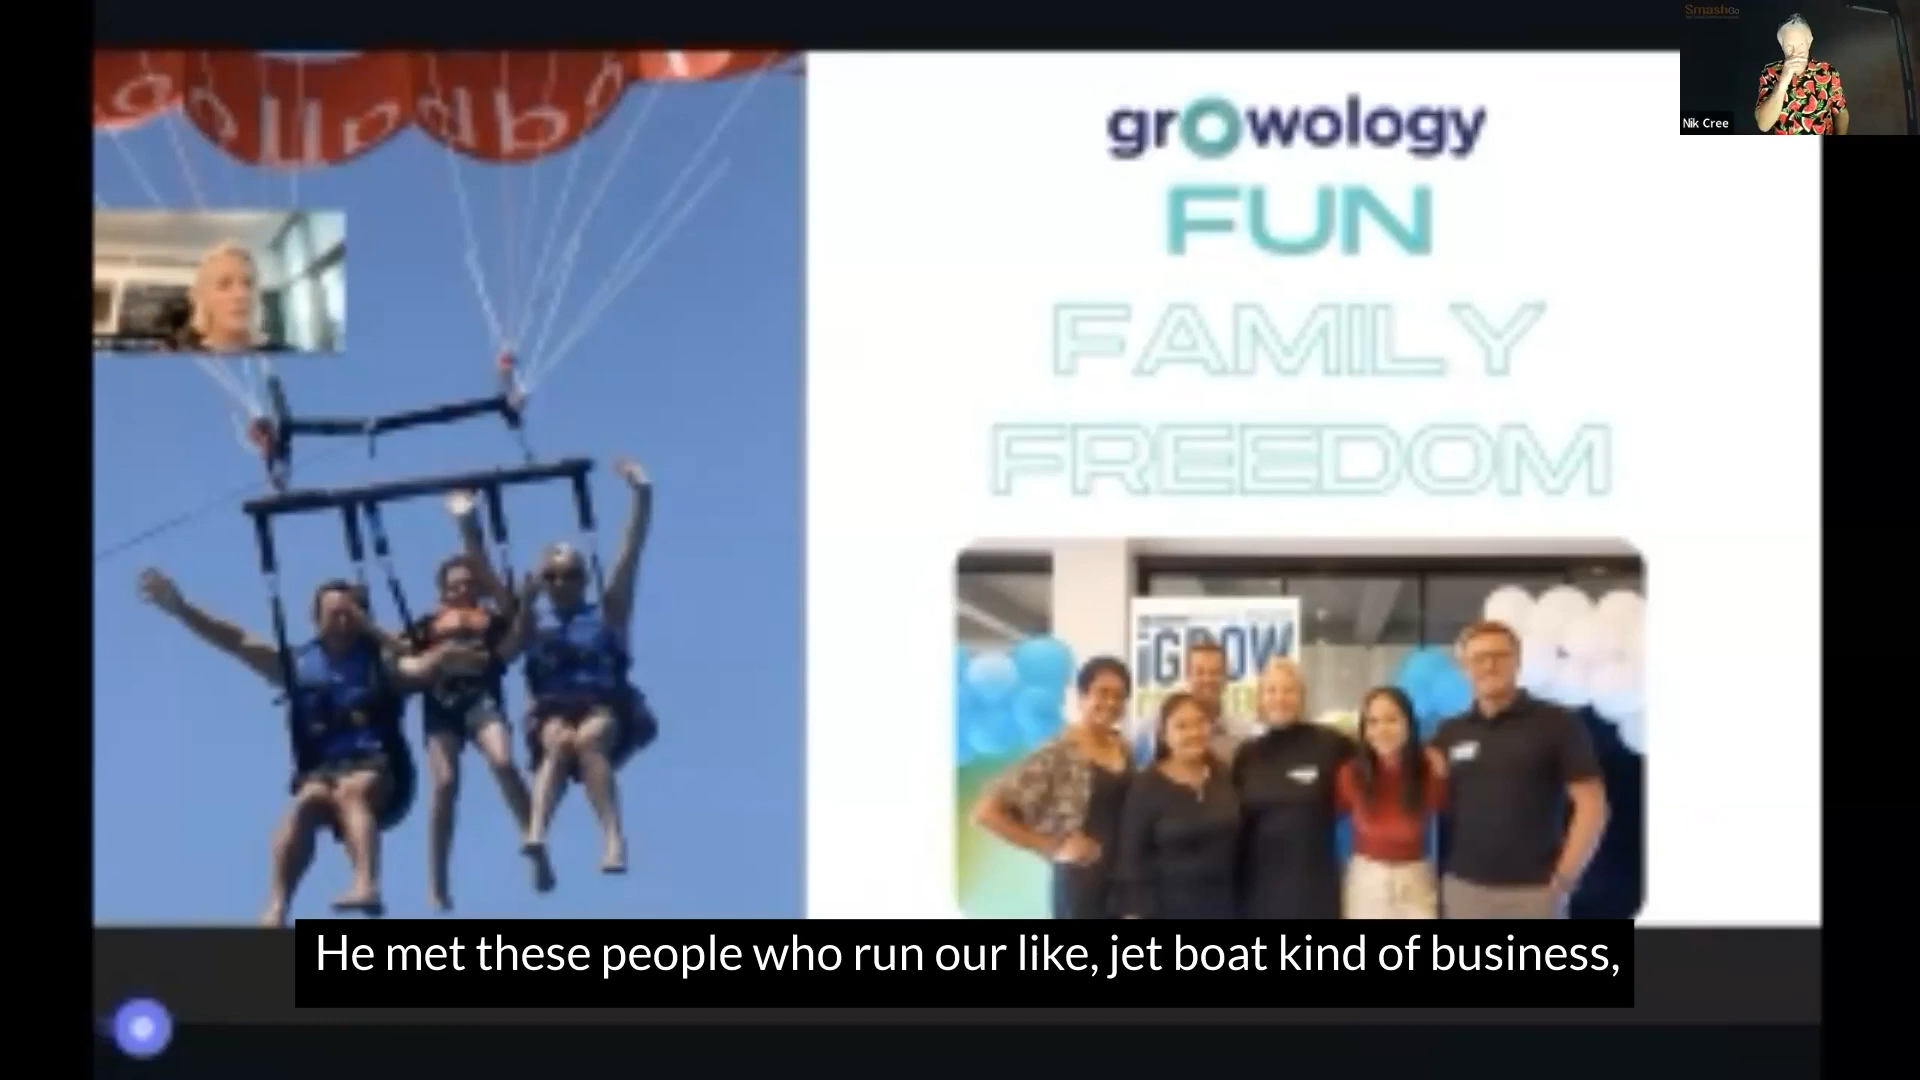 SmashGo
Nik Cree
growology
FUN
FAMILY
FREEDOM
iGROW
He met these people who run our like, jet boat kind of business,